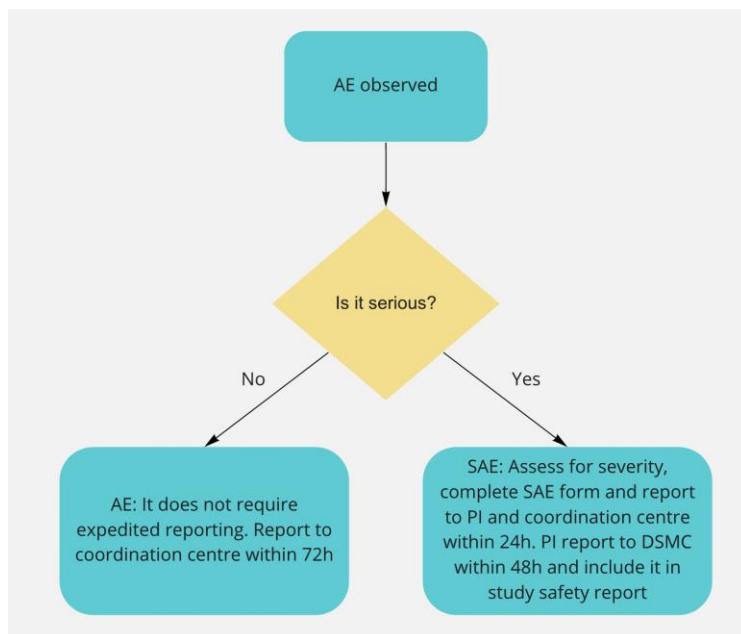 AE observed
Is it serious?
No
Yes
AE: It does not require
expedited reporting. Report to
coordination centre within 72h
SAE: Assess for severity,
complete SAE form and report
to PI and coordination centre
within 24h. PI report to DSMC
within 48h and include it in
study safety report